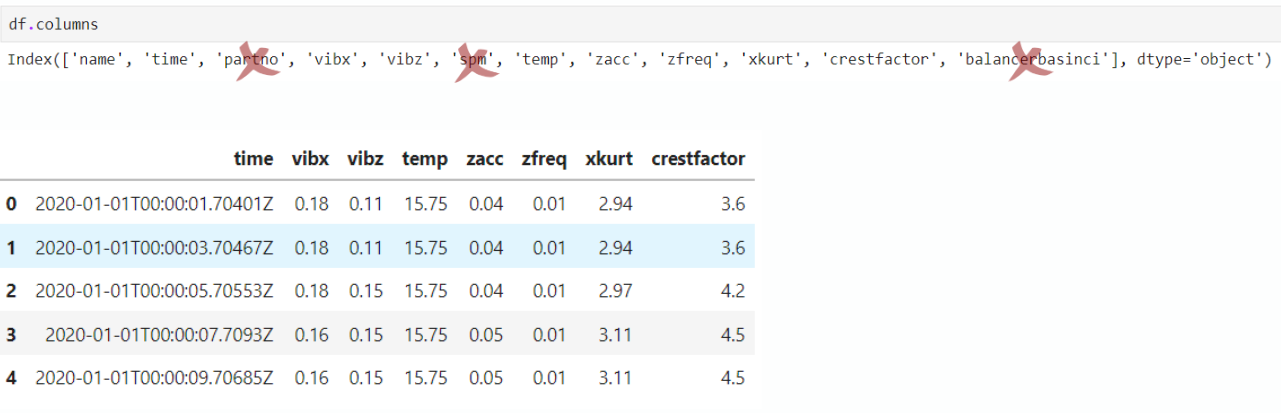 df.columns
Index(['name', 'time', 'partno', 'vibx', 'vibz', 'spm', 'temp', 'zacc', 'zfreq', 'xkurt', 'crestfactor', 'balancerbasinci'], dtype='object')
time vibx vibz temp zacc zfreq xkurt crestfactor
0 2020-01-01T00:00:01.70401Z 0.18 0.11 15.75 0.04 0.01 2.94 3.6
1 2020-01-01T00:00:03.70467Z 0.18 0.11 15.75 0.04 0.01 2.94 3.6
2 2020-01-01T00:00:05.70553Z 0.18 0.15 15.75 0.04 0.01 2.97 4.2
3 2020-01-01T00:00:07.7093Z 0.16 0.15 15.75 0.05 0.01 3.11 4.5
4 2020-01-01T00:00:09.70685Z 0.16 0.15 15.75 0.05 0.01 3.11 4.5